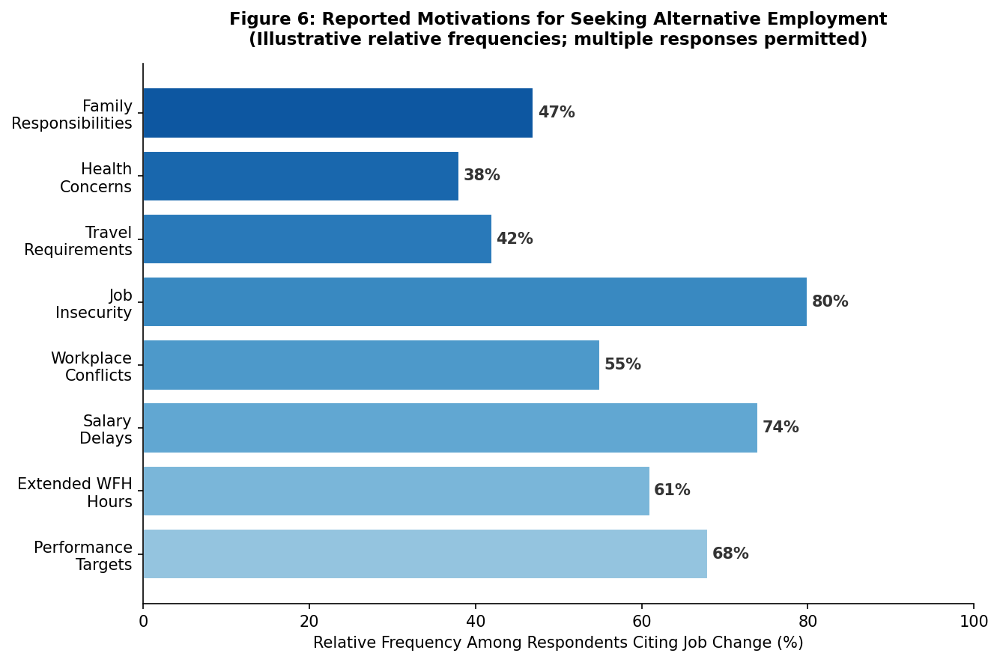 Figure 6: Reported Motivations for Seeking Alternative Employment
(Illustrative relative frequencies; multiple responses permitted)
Family
Responsibilities
47%
Health
Concerns
38%
Travel
Requirements
42%
Job
Insecurity
80%
Workplace
Conflicts
55%
Salary
Delays
74%
Extended WFH
Hours
61%
Performance
Targets
68%
0 20 40 60 80 100
Relative Frequency Among Respondents Citing Job Change (%)